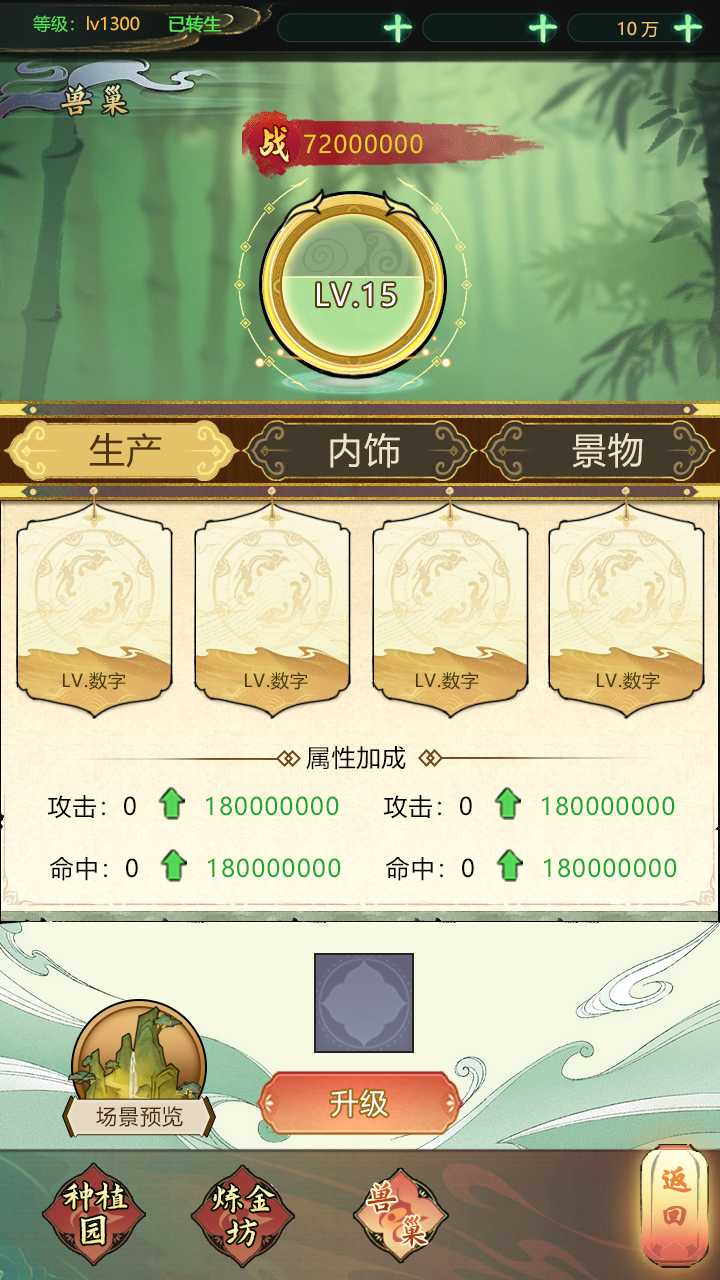 等级：lv1300 已转生
10万
兽巢
战 72000000
LV.15
生产 内饰 景物
LV.数字 LV.数字 LV.数字 LV.数字
属性加成
攻击：0 180000000 攻击：0 180000000
命中：0 180000000 命中：0 180000000
场景预览
升级
种植园 炼金坊 兽巢 返回